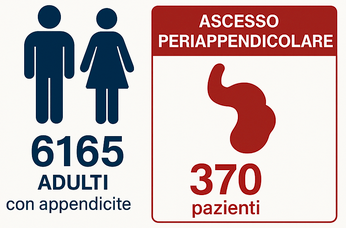 6165
ADULTI
con appendicite
ASCESSO
PERIAPPENDICOLARE
370
pazienti